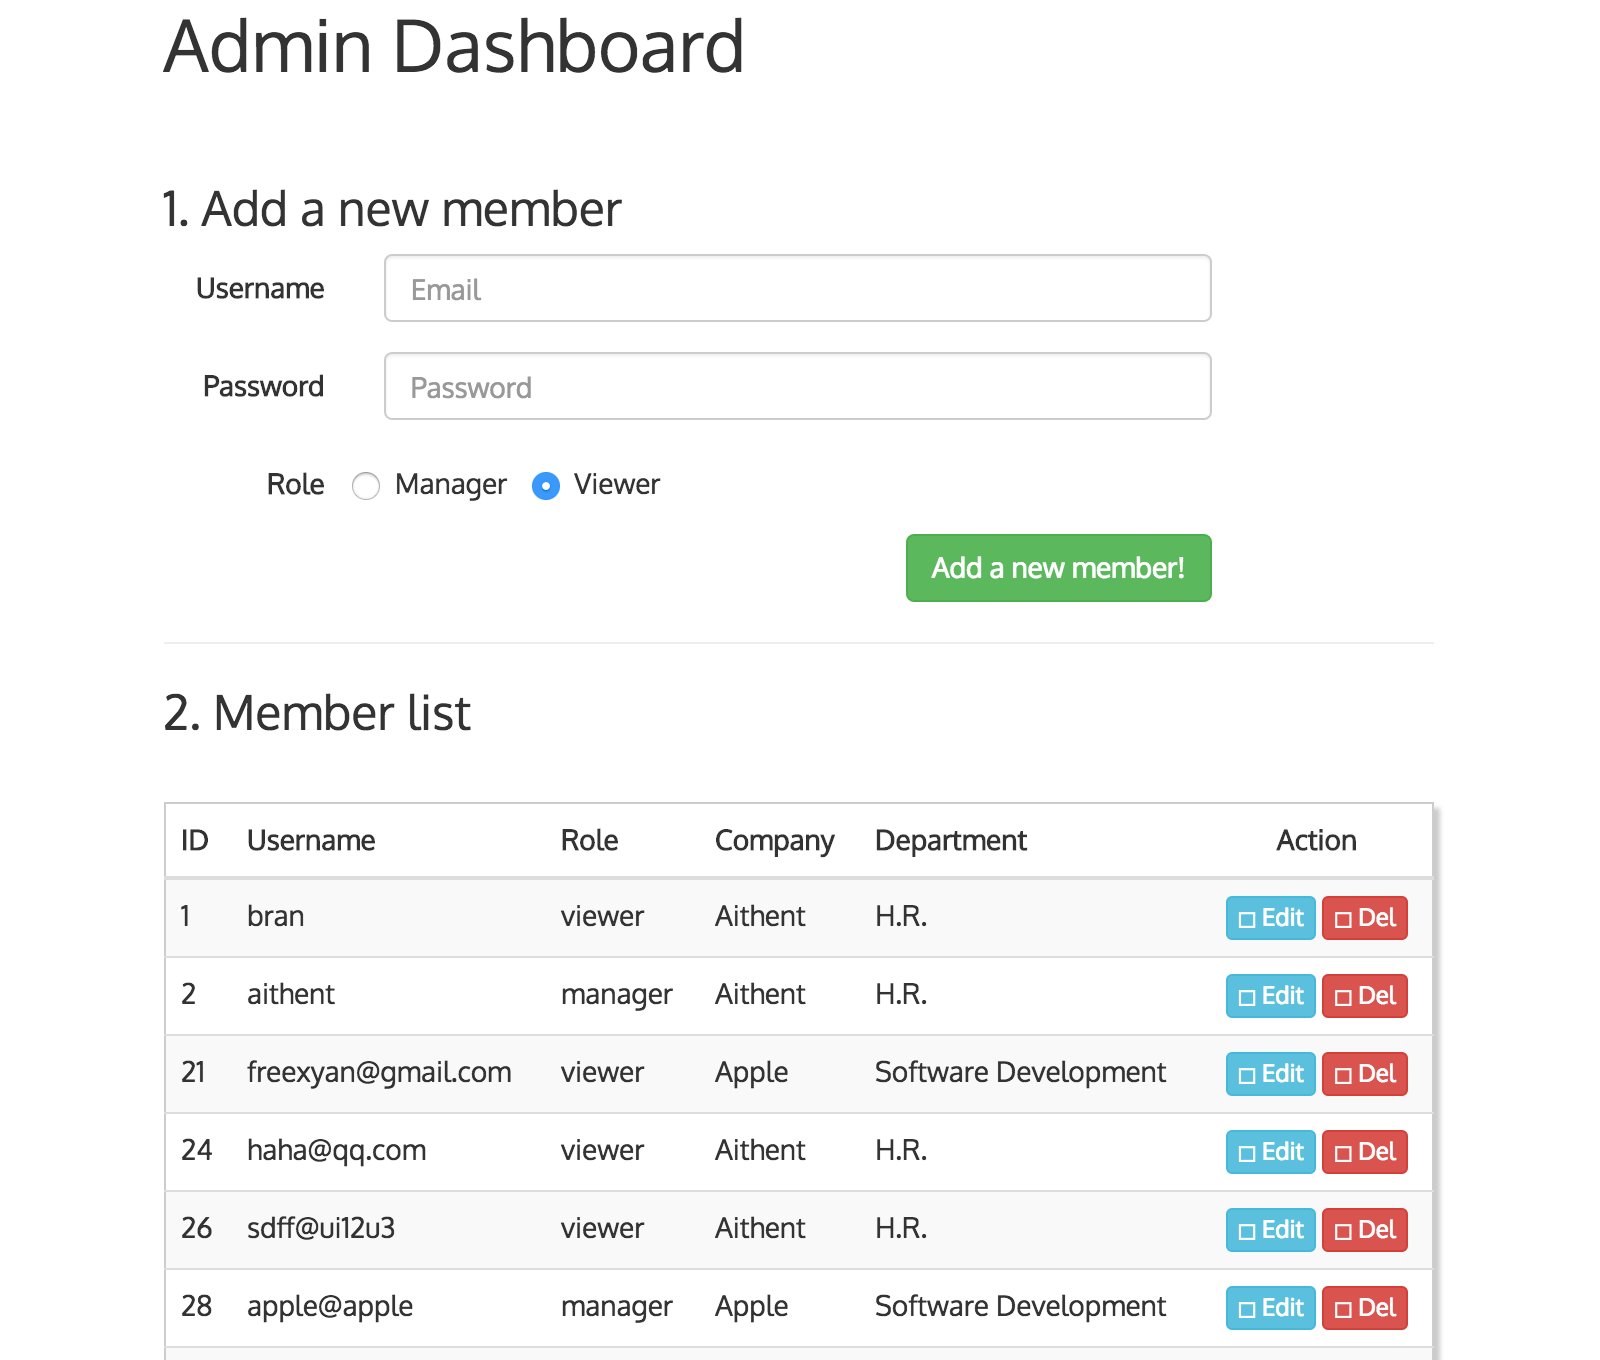 Admin Dashboard
1. Add a new member
Username Email
Password Password
Role Manager Viewer
Add a new member!
2. Member list
ID Username Role Company Department Action
1 bran viewer Aithent H.R. Edit Del
2 aithent manager Aithent H.R. Edit Del
21 freexyan@gmail.com viewer Apple Software Development Edit Del
24 haha@qq.com viewer Aithent H.R. Edit Del
26 sdff@ui12u3 viewer Aithent H.R. Edit Del
28 apple@apple manager Apple Software Development Edit Del